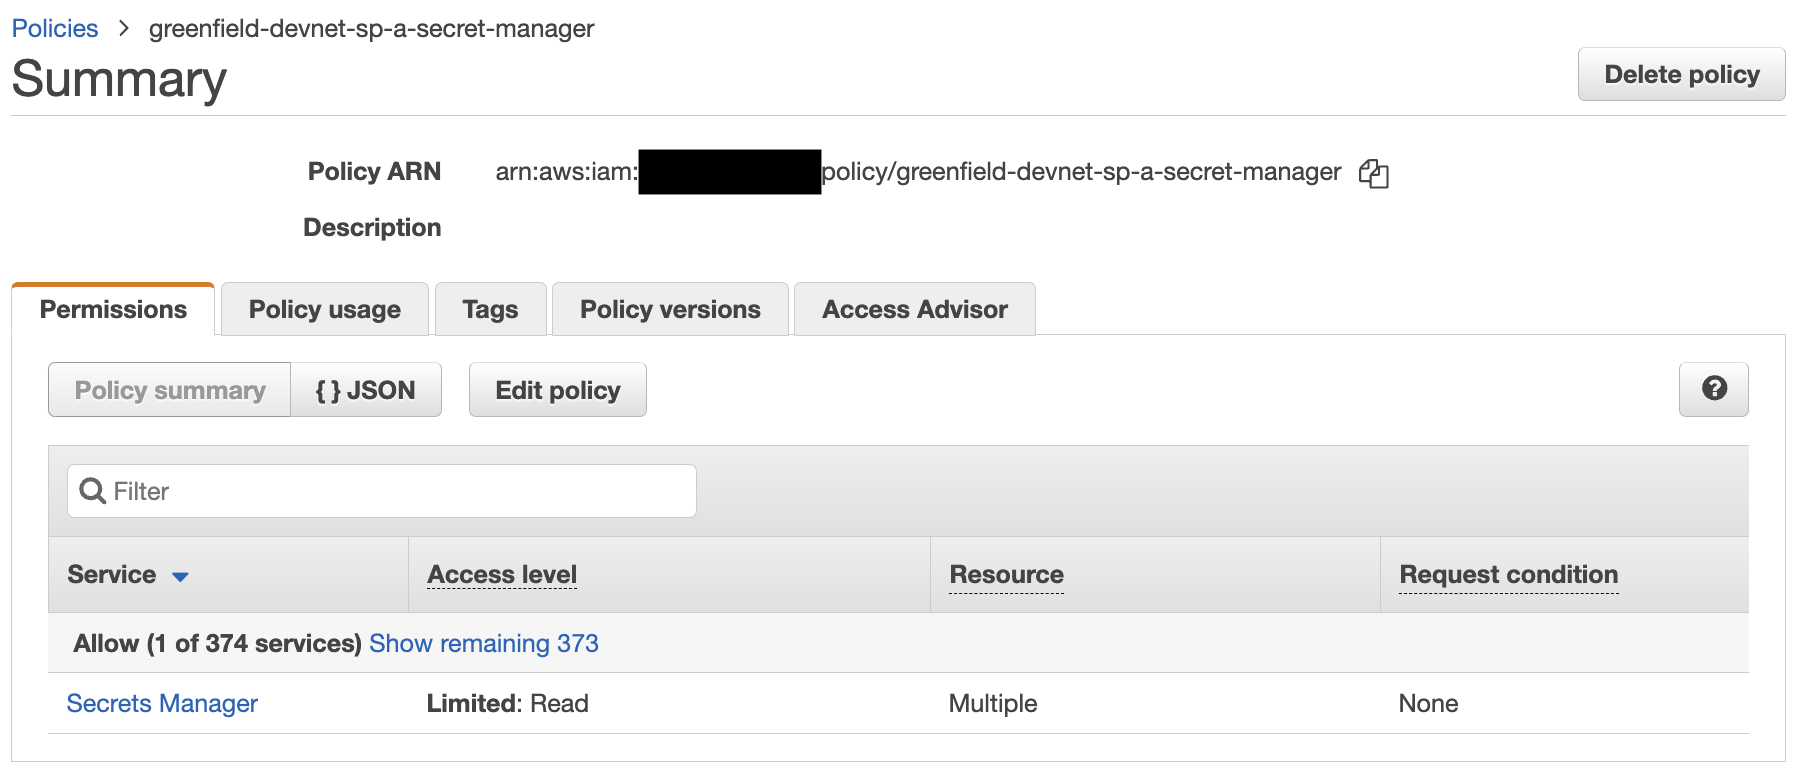 Policies > greenfield-devnet-sp-a-secret-manager
Summary
Delete policy
Policy ARN arn:aws:iam: policy/greenfield-devnet-sp-a-secret-manager
Description
Permissions Policy usage Tags Policy versions Access Advisor
Policy summary { } JSON Edit policy ?
Filter
Service Access level Resource Request condition
Allow (1 of 374 services) Show remaining 373
Secrets Manager Limited: Read Multiple None